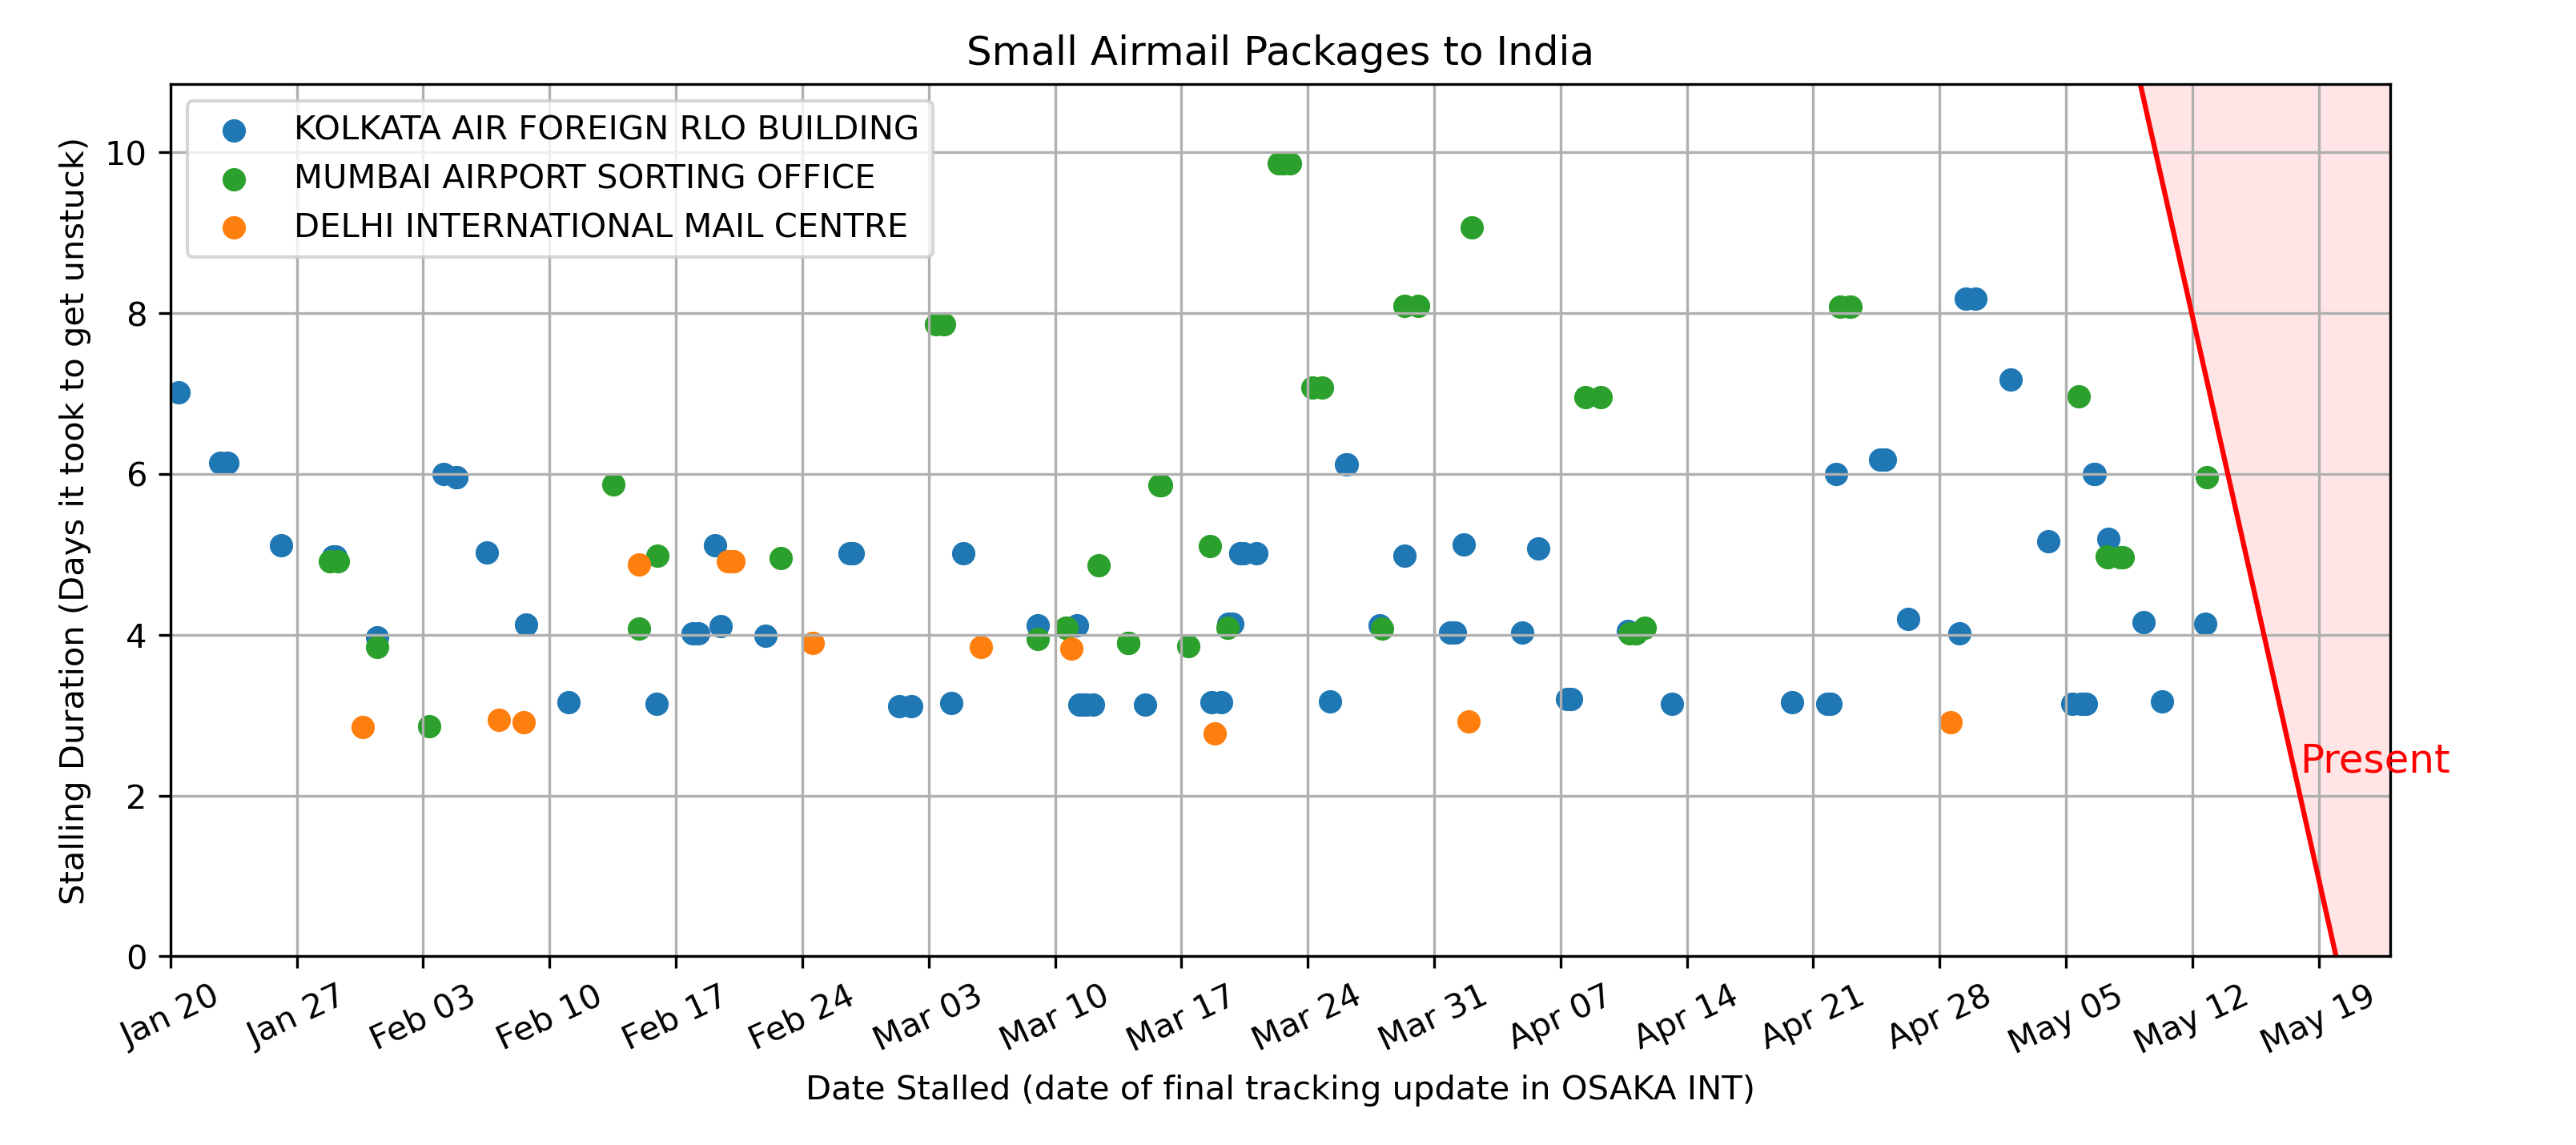 Small Airmail Packages to India
KOLKATA AIR FOREIGN RLO BUILDING
MUMBAI AIRPORT SORTING OFFICE
DELHI INTERNATIONAL MAIL CENTRE
Stalling Duration (Days it took to get unstuck)
10
8
6
4
2
0
Present
Jan 20 Jan 27 Feb 03 Feb 10 Feb 17 Feb 24 Mar 03 Mar 10 Mar 17 Mar 24 Mar 31 Apr 07 Apr 14 Apr 21 Apr 28 May 05 May 12 May 19
Date Stalled (date of final tracking update in OSAKA INT)